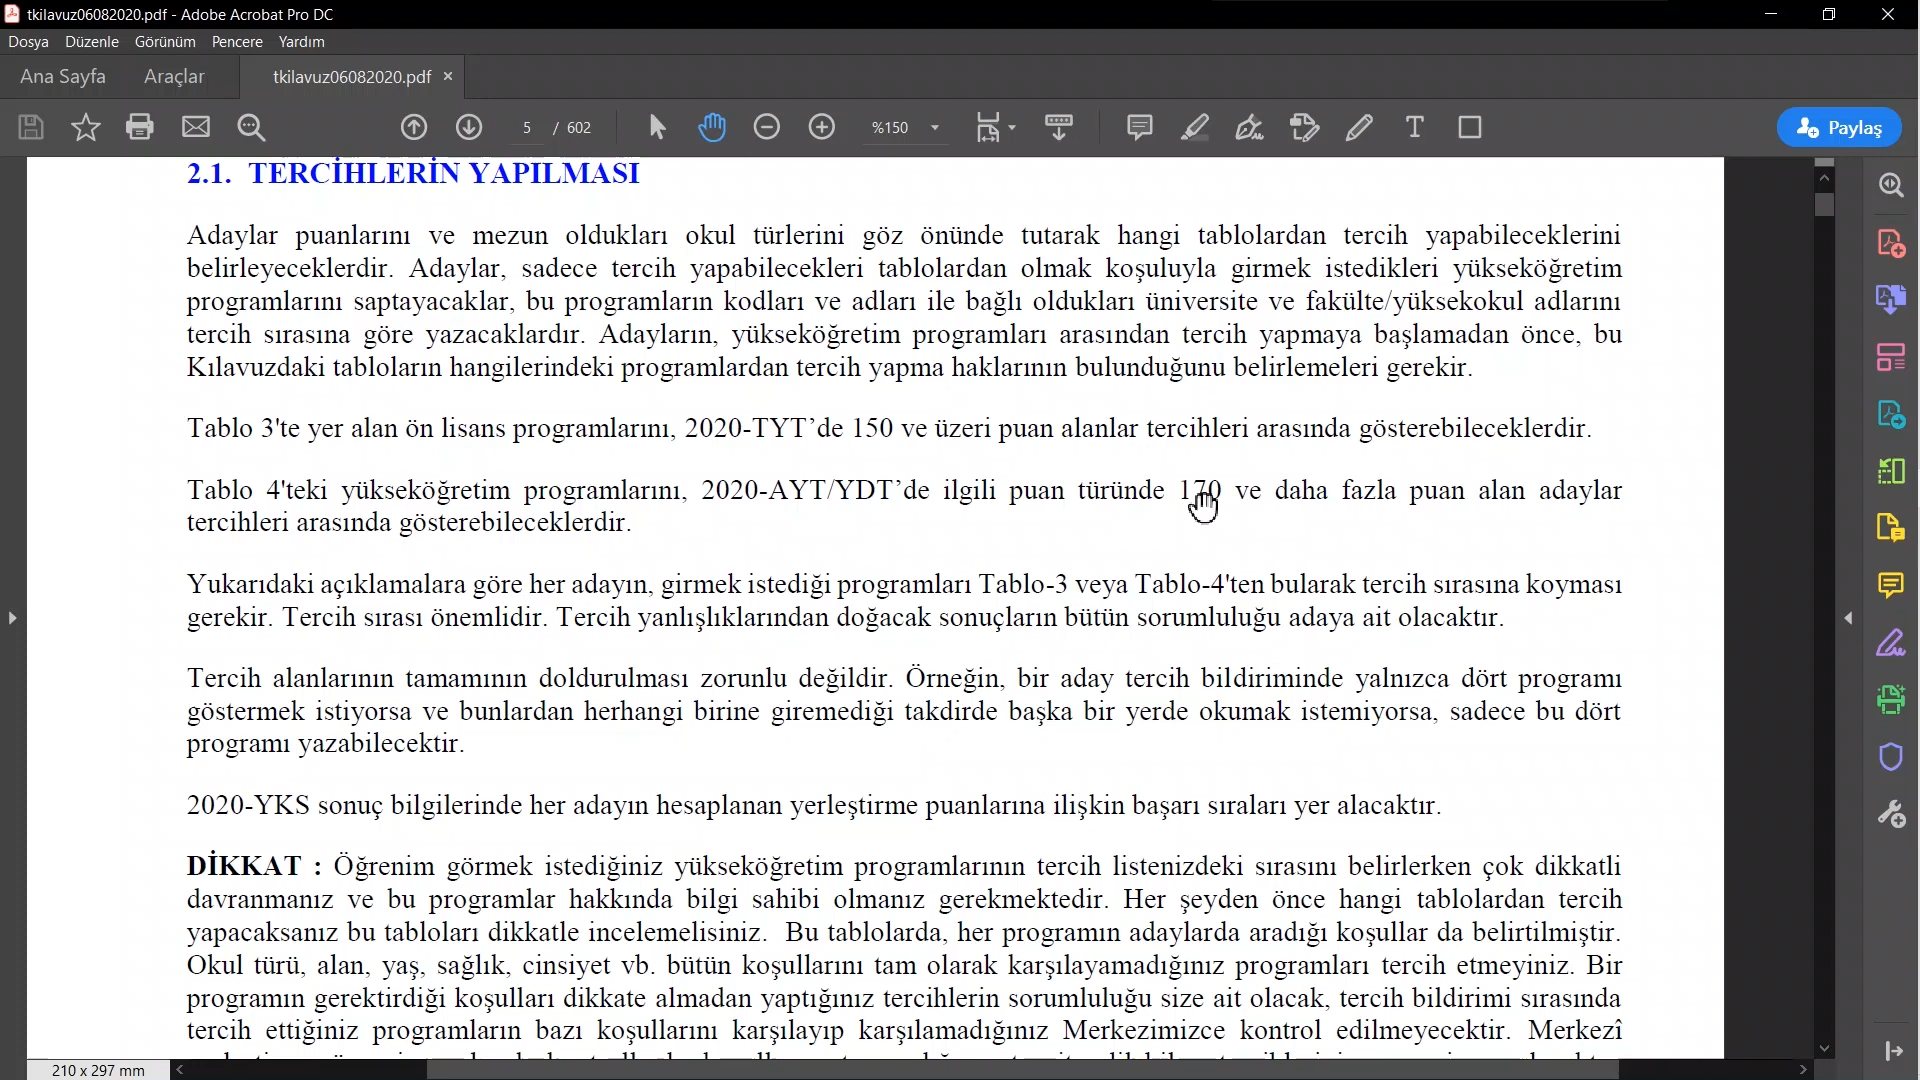 tkilavuz06082020.pdf - Adobe Acrobat Pro DC
Dosya Düzenle Görünüm Pencere Yardım
Ana Sayfa Araçlar tkilavuz06082020.pdf ×
5 / 602 %150 Paylaş
2.1. TERCİHLERİN YAPILMASI
Adaylar puanlarını ve mezun oldukları okul türlerini göz önünde tutarak hangi tablolardan tercih yapabileceklerini
belirleyeceklerdir. Adaylar, sadece tercih yapabilecekleri tablolardan olmak koşuluyla girmek istedikleri yükseköğretim
programlarını saptayacaklar, bu programların kodları ve adları ile bağlı oldukları üniversite ve fakülte/yüksekokul adlarını
tercih sırasına göre yazacaklardır. Adayların, yükseköğretim programları arasından tercih yapmaya başlamadan önce, bu
Kılavuzdaki tabloların hangilerindeki programlardan tercih yapma haklarının bulunduğunu belirlemeleri gerekir.
Tablo 3'te yer alan ön lisans programlarını, 2020-TYT’de 150 ve üzeri puan alanlar tercihleri arasında gösterebileceklerdir.
Tablo 4'teki yükseköğretim programlarını, 2020-AYT/YDT’de ilgili puan türünde 170 ve daha fazla puan alan adaylar
tercihleri arasında gösterebileceklerdir.
Yukarıdaki açıklamalara göre her adayın, girmek istediği programları Tablo-3 veya Tablo-4'ten bularak tercih sırasına koyması
gerekir. Tercih sırası önemlidir. Tercih yanlışlıklarından doğacak sonuçların bütün sorumluluğu adaya ait olacaktır.
Tercih alanlarının tamamının doldurulması zorunlu değildir. Örneğin, bir aday tercih bildiriminde yalnızca dört programı
göstermek istiyorsa ve bunlardan herhangi birine giremediği takdirde başka bir yerde okumak istemiyorsa, sadece bu dört
programı yazabilecektir.
2020-YKS sonuç bilgilerinde her adayın hesaplanan yerleştirme puanlarına ilişkin başarı sıraları yer alacaktır.
DİKKAT : Öğrenim görmek istediğiniz yükseköğretim programlarının tercih listenizdeki sırasını belirlerken çok dikkatli
davranmanız ve bu programlar hakkında bilgi sahibi olmanız gerekmektedir. Her şeyden önce hangi tablolardan tercih
yapacaksanız bu tabloları dikkatle incelemelisiniz. Bu tablolarda, her programın adaylarda aradığı koşullar da belirtilmiştir.
Okul türü, alan, yaş, sağlık, cinsiyet vb. bütün koşullarını tam olarak karşılayamadığınız programları tercih etmeyiniz. Bir
programın gerektirdiği koşulları dikkate almadan yaptığınız tercihlerin sorumluluğu size ait olacak, tercih bildirimi sırasında
tercih ettiğiniz programların bazı koşullarını karşılayıp karşılamadığınız Merkezimizce kontrol edilmeyecektir. Merkezî
210 x 297 mm